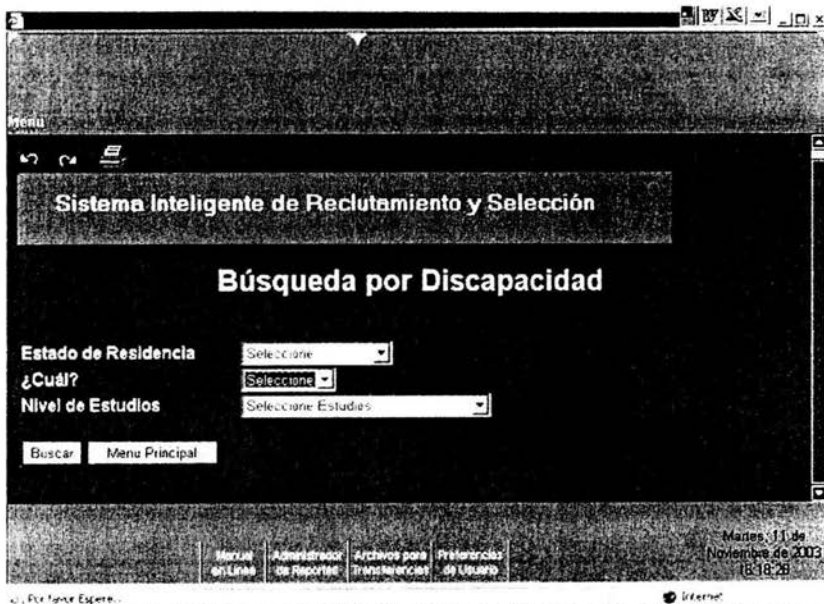 Menu
Sistema Inteligente de Reclutamiento y Selección
Búsqueda por Discapacidad
Estado de Residencia Seleccione
¿Cuál? Seleccione
Nivel de Estudios Seleccione Estudios
Buscar Menu Principal
Manual en Linea
Administrador de Reportes
Archivos para Transferencias
Preferencias de Usuario
Martes, 11 de
Noviembre de 2003
18:18:28
Por favor Espere...
Internet